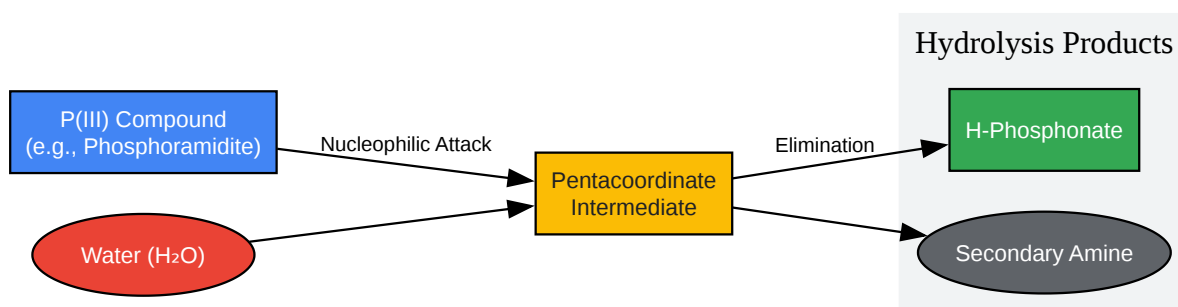 Hydrolysis Products
P(III) Compound
(e.g., Phosphoramidite)
Nucleophilic Attack
Elimination
H-Phosphonate
Pentacoordinate
Intermediate
Water (H₂O)
Secondary Amine